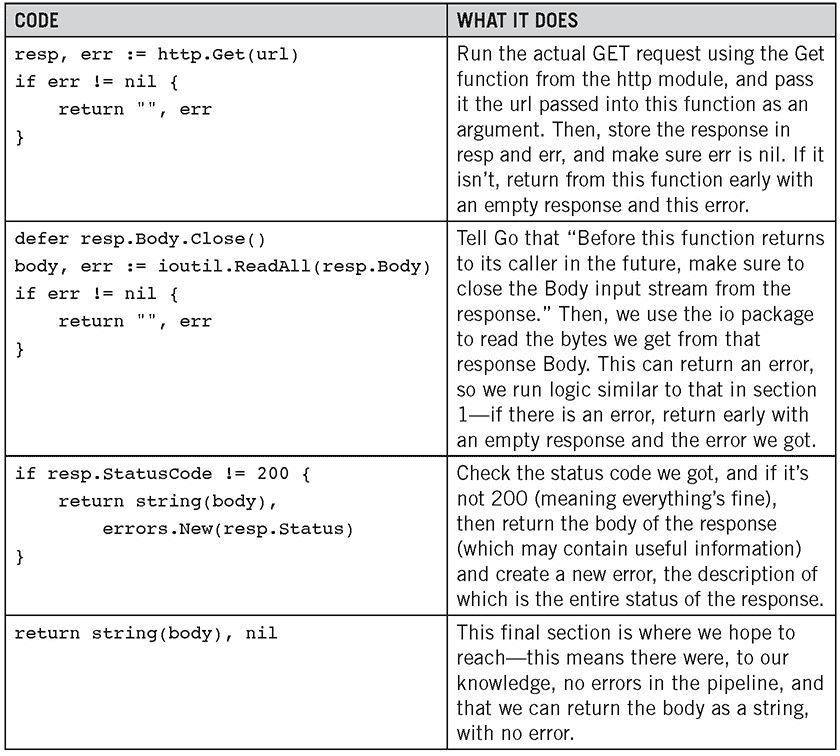 CODE
WHAT IT DOES
resp, err := http.Get(url)
if err != nil {
    return "", err
}
Run the actual GET request using the Get
function from the http module, and pass
it the url passed into this function as an
argument. Then, store the response in
resp and err, and make sure err is nil. If it
isn’t, return from this function early with
an empty response and this error.
defer resp.Body.Close()
body, err := ioutil.ReadAll(resp.Body)
if err != nil {
    return "", err
}
Tell Go that “Before this function returns
to its caller in the future, make sure to
close the Body input stream from the
response.” Then, we use the io package
to read the bytes we get from that
response Body. This can return an error,
so we run logic similar to that in section
1—if there is an error, return early with
an empty response and the error we got.
if resp.StatusCode != 200 {
    return string(body),
        errors.New(resp.Status)
}
Check the status code we got, and if it’s
not 200 (meaning everything’s fine),
then return the body of the response
(which may contain useful information)
and create a new error, the description of
which is the entire status of the response.
return string(body), nil
This final section is where we hope to
reach—this means there were, to our
knowledge, no errors in the pipeline, and
that we can return the body as a string,
with no error.